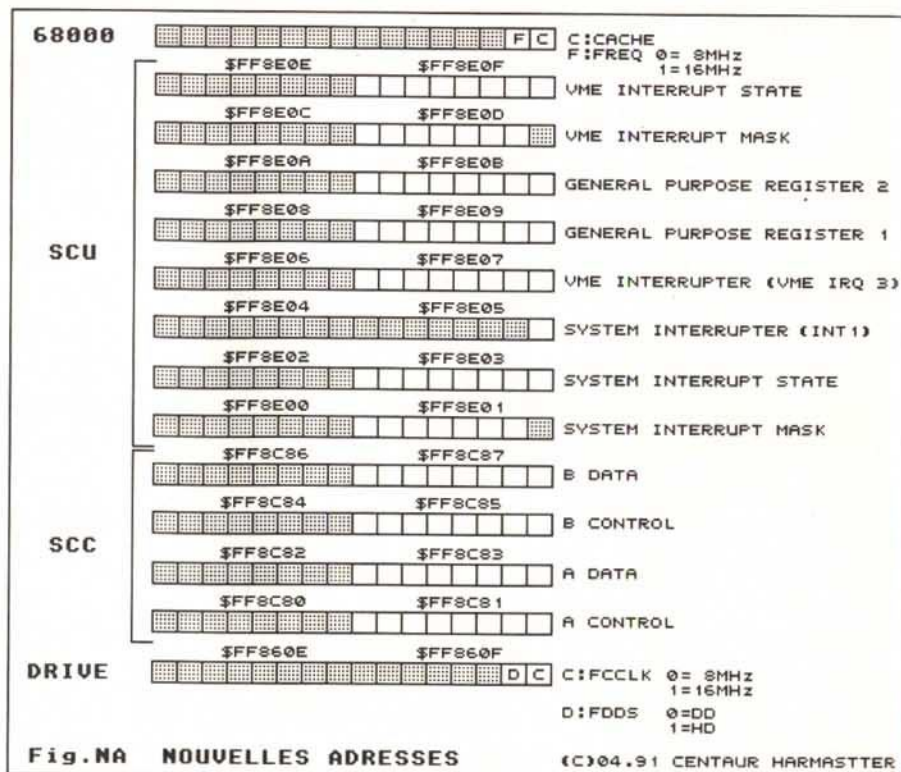 68000 F C C:CACHE
F:FREQ 0= 8MHz
1=16MHz
$FF8E0E $FF8E0F
VME INTERRUPT STATE
$FF8E0C $FF8E0D
VME INTERRUPT MASK
$FF8E0A $FF8E0B
GENERAL PURPOSE REGISTER 2
$FF8E08 $FF8E09
GENERAL PURPOSE REGISTER 1
SCU
$FF8E06 $FF8E07
VME INTERRUPTER (VME IRQ 3)
$FF8E04 $FF8E05
SYSTEM INTERRUPTER (INT1)
$FF8E02 $FF8E03
SYSTEM INTERRUPT STATE
$FF8E00 $FF8E01
SYSTEM INTERRUPT MASK
$FF8C86 $FF8C87
B DATA
$FF8C84 $FF8C85
B CONTROL
SCC
$FF8C82 $FF8C83
A DATA
$FF8C80 $FF8C81
A CONTROL
$FF860E $FF860F
DRIVE D C C:FCCLK 0= 8MHz
1=16MHz
D:FDDS 0=DD
1=HD
Fig.NA NOUVELLES ADRESSES (C)04.91 CENTAUR HARMASTTER